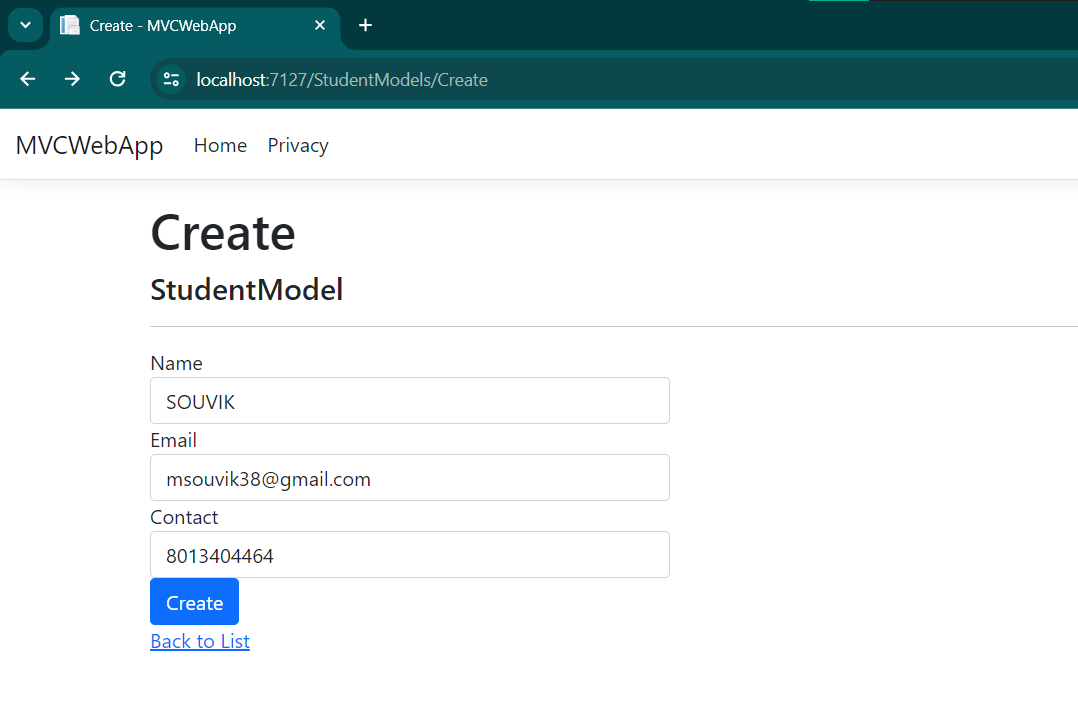 Create - MVCWebApp
localhost:7127/StudentModels/Create
MVCWebApp Home Privacy
Create
StudentModel
Name
SOUVIK
Email
msouvik38@gmail.com
Contact
8013404464
Create
Back to List